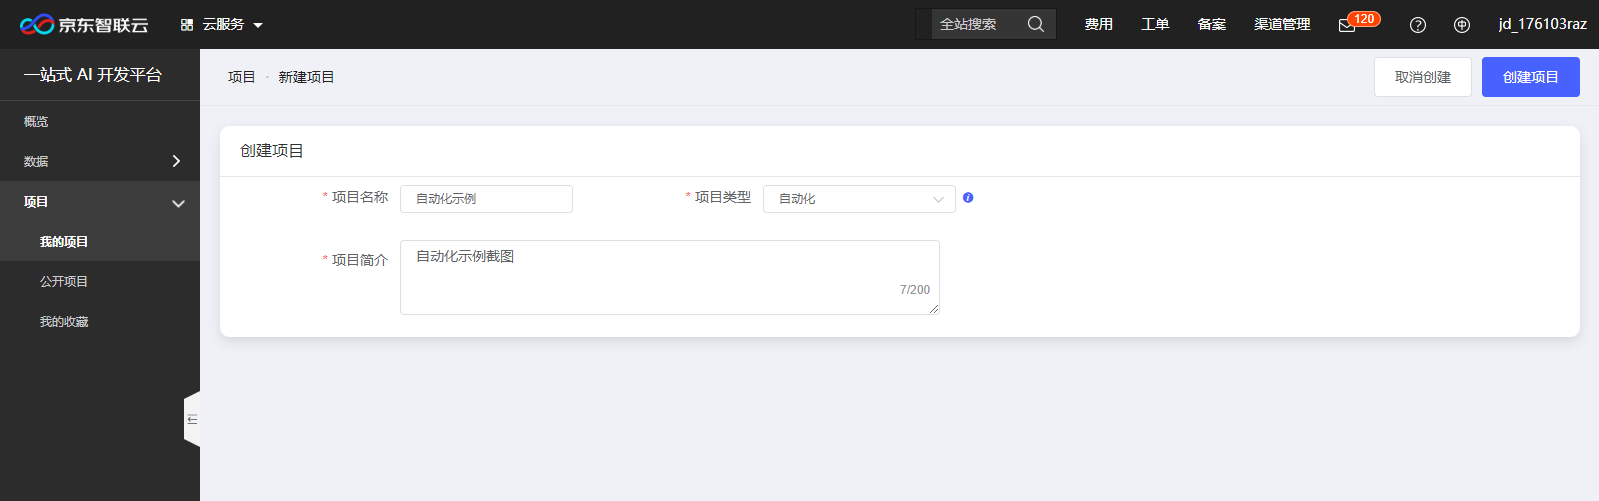 京东智联云 云服务 全站搜索 费用 工单 备案 渠道管理 120 jd_176103raz
一站式 AI 开发平台
概览
数据
项目
我的项目
公开项目
我的收藏
项目 - 新建项目 取消创建 创建项目
创建项目
* 项目名称 自动化示例 * 项目类型 自动化
* 项目简介 自动化示例截图
7/200